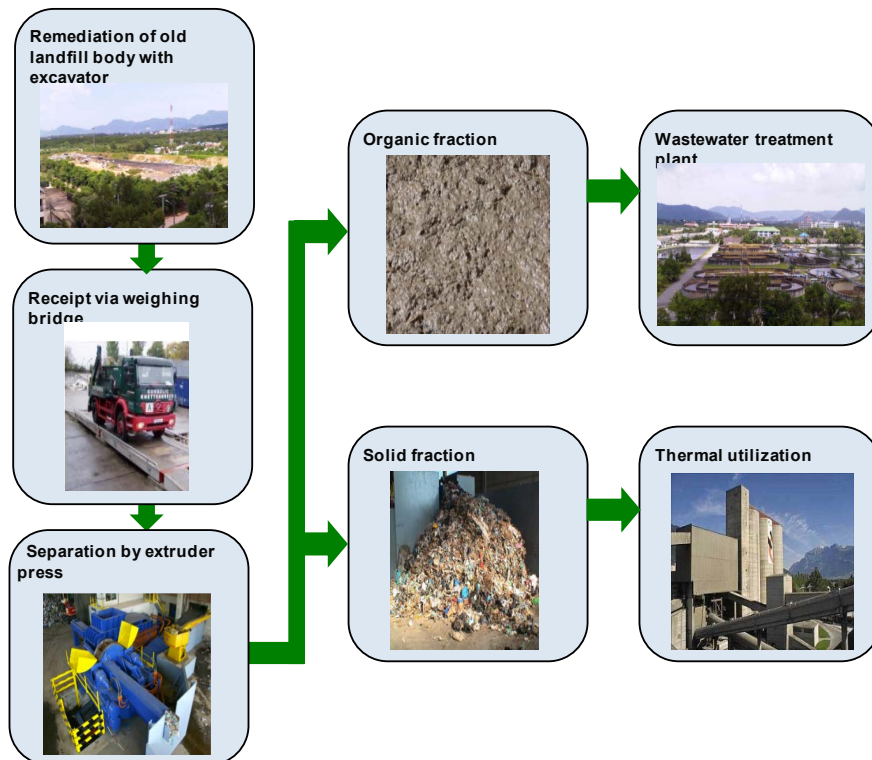 Remediation of old
landfill body with
excavator
Receipt via weighing
bridge
Separation by extruder
press
Organic fraction
Wastewater treatment
plant
Solid fraction
Thermal utilization